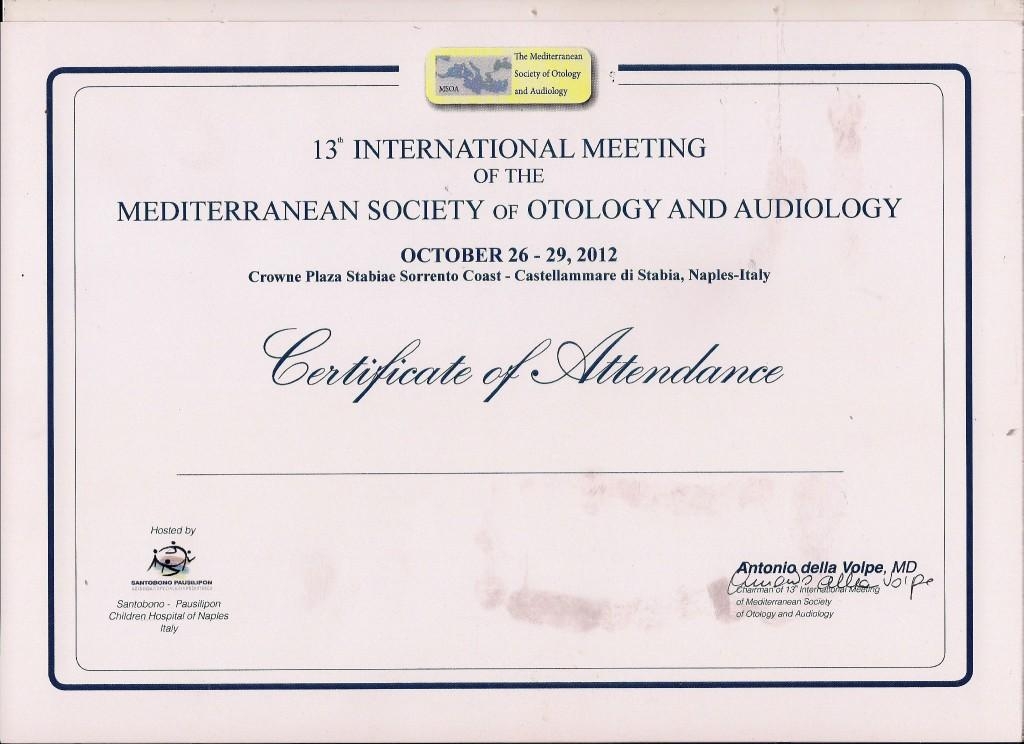 The Mediterranean
Society of Otology
and Audiology
MSOA
13th INTERNATIONAL MEETING
OF THE
MEDITERRANEAN SOCIETY OF OTOLOGY AND AUDIOLOGY
OCTOBER 26 - 29, 2012
Crowne Plaza Stabiae Sorrento Coast - Castellammare di Stabia, Naples-Italy
Certificate of Attendance
Hosted by
SANTOBONO PAUSILIPON
Santobono - Pausilipon
Children Hospital of Naples
Italy
Antonio della Volpe, MD
Antonio della Volpe
Chairman of 13th International Meeting
of Mediterranean Society
of Otology and Audiology